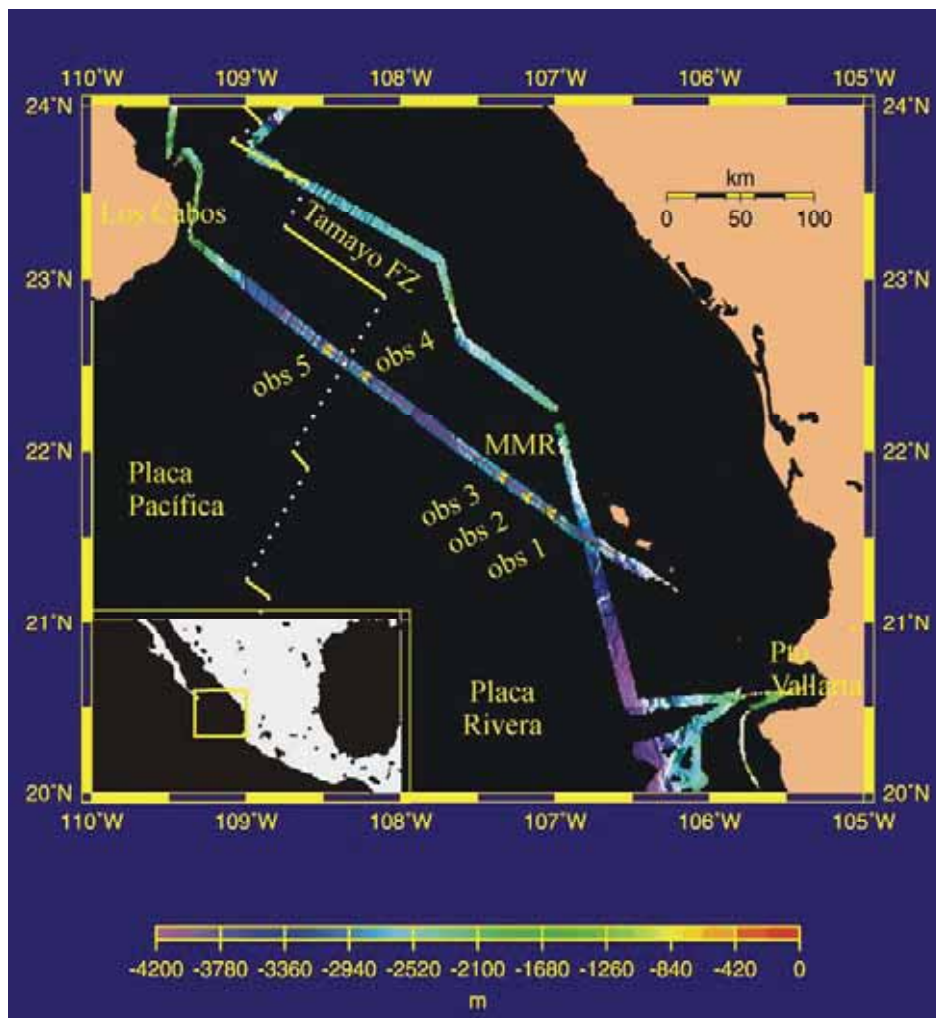 110°W 109°W 108°W 107°W 106°W 105°W
24°N 24°N
km
0 50 100
Los Cabos
Tamayo FZ
23°N 23°N
obs 5 obs 4
22°N 22°N
MMR
Placa
Pacífica
obs 3
obs 2
obs 1
21°N 21°N
Pto
Vallarta
Placa
Rivera
20°N 20°N
110°W 109°W 108°W 107°W 106°W 105°W
-4200 -3780 -3360 -2940 -2520 -2100 -1680 -1260 -840 -420 0
m